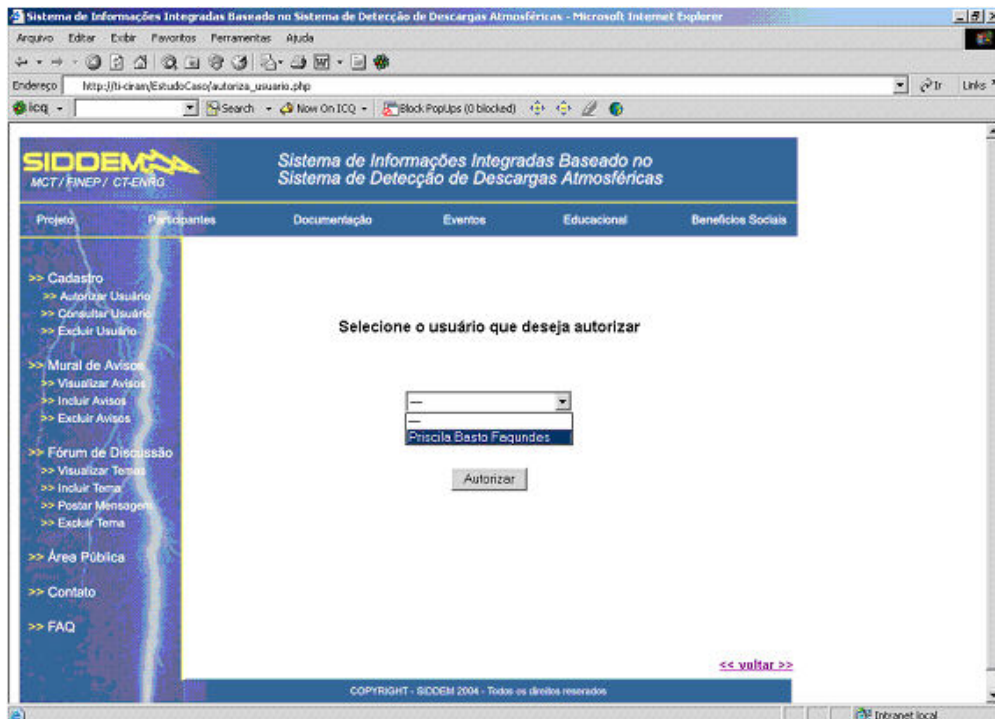 Sistema de Informações Integradas Baseado no Sistema de Detecção de Descargas Atmosféricas - Microsoft Internet Explorer
Arquivo Editar Exibir Favoritos Ferramentas Ajuda
Endereço http://ti-ciram/EstudoCaso/autoriza_usuario.php Ir Links
icq Search Now On ICQ Block PopUps (0 blocked)
SIDDEM
MCT / FINEP / CT-ENRG
Sistema de Informações Integradas Baseado no
Sistema de Detecção de Descargas Atmosféricas
Projeto Participantes Documentação Eventos Educacional Benefícios Sociais
>> Cadastro
>> Autorizar Usuário
>> Consultar Usuário
>> Excluir Usuário
>> Mural de Avisos
>> Visualizar Avisos
>> Incluir Avisos
>> Excluir Avisos
>> Fórum de Discussão
>> Visualizar Temas
>> Incluir Tema
>> Postar Mensagem
>> Excluir Tema
>> Área Pública
>> Contato
>> FAQ
Selecione o usuário que deseja autorizar
---
---
Priscila Basto Fagundes
Autorizar
<< voltar >>
COPYRIGHT - SIDDEM 2004 - Todos os direitos reservados
Intranet local